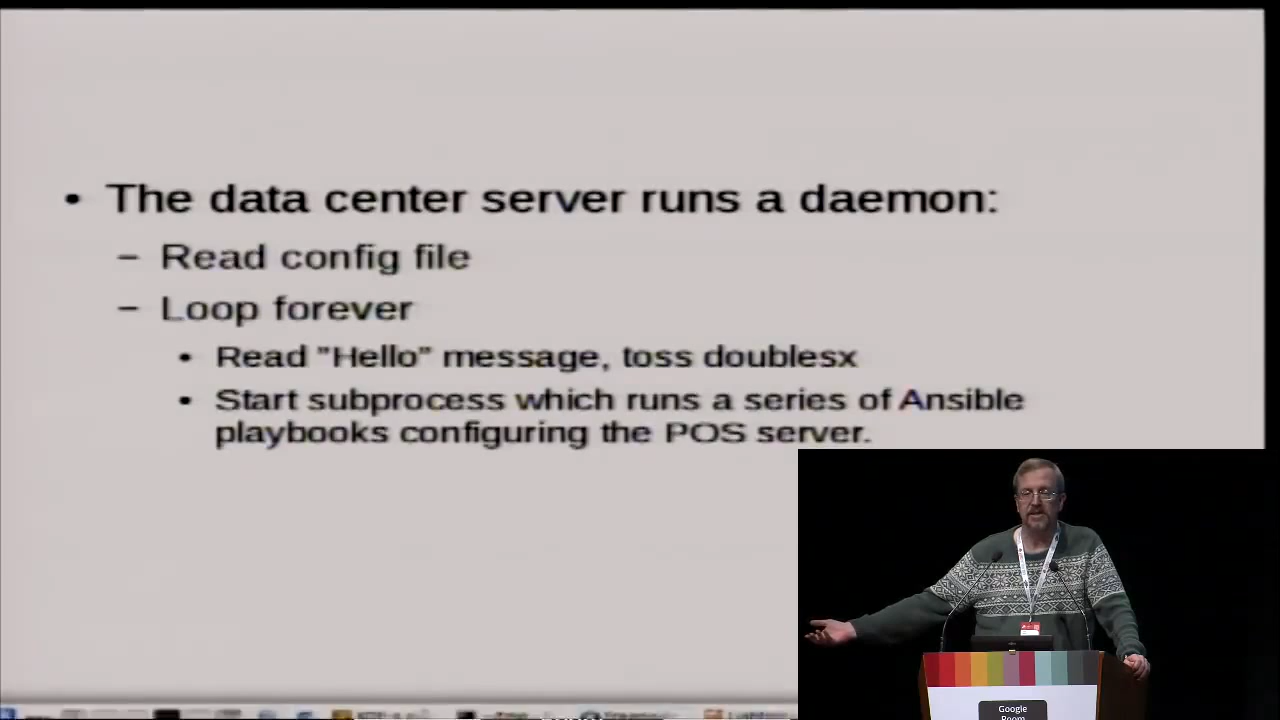 • The data center server runs a daemon:
– Read config file
– Loop forever
• Read "Hello" message, toss doublesx
• Start subprocess which runs a series of Ansible
playbooks configuring the POS server.
Google
Room